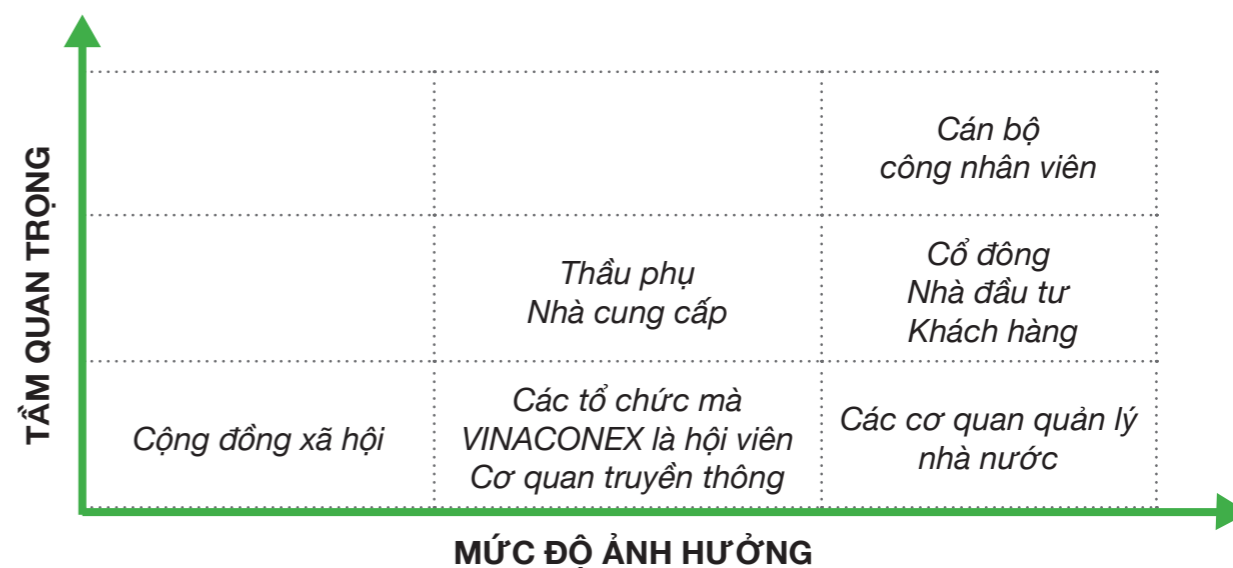 TẦM QUAN TRỌNG
Cán bộ
công nhân viên
Thầu phụ
Nhà cung cấp
Cổ đông
Nhà đầu tư
Khách hàng
Cộng đồng xã hội
Các tổ chức mà
VINACONEX là hội viên
Cơ quan truyền thông
Các cơ quan quản lý
nhà nước
MỨC ĐỘ ẢNH HƯỞNG